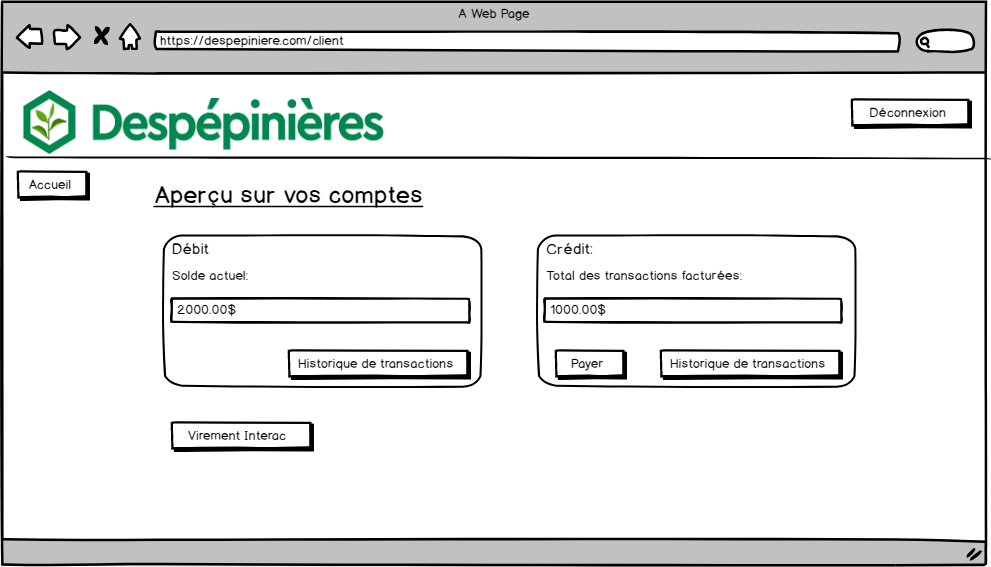 A Web Page
https://despepiniere.com/client
Despépinières
Déconnexion
Accueil
Aperçu sur vos comptes
Débit
Solde actuel:
2000.00$
Historique de transactions
Crédit:
Total des transactions facturées:
1000.00$
Payer
Historique de transactions
Virement Interac